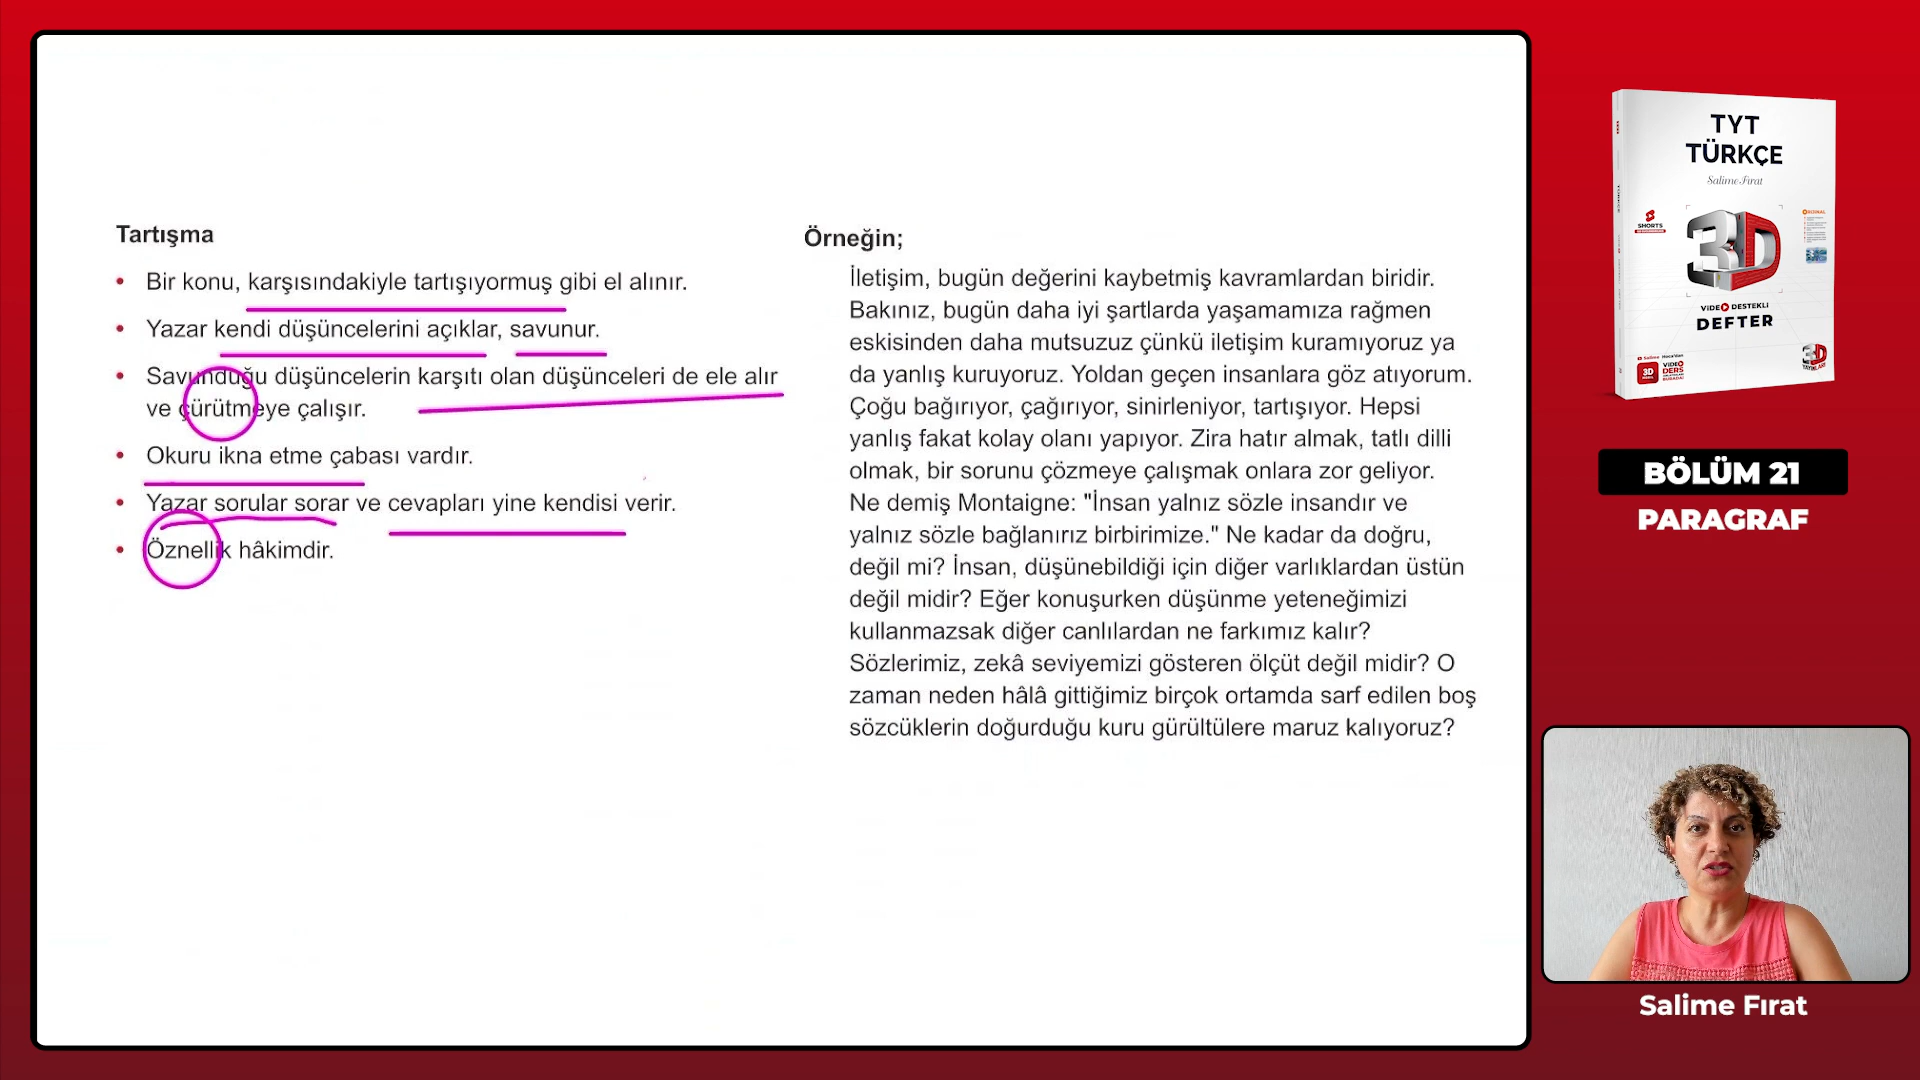 Tartışma
• Bir konu, karşısındakiyle tartışıyormuş gibi el alınır.
• Yazar kendi düşüncelerini açıklar, savunur.
• Savunduğu düşüncelerin karşıtı olan düşünceleri de ele alır
ve çürütmeye çalışır.
• Okuru ikna etme çabası vardır.
• Yazar sorular sorar ve cevapları yine kendisi verir.
• Öznellik hâkimdir.
Örneğin;
İletişim, bugün değerini kaybetmiş kavramlardan biridir.
Bakınız, bugün daha iyi şartlarda yaşamamıza rağmen
eskisinden daha mutsuzuz çünkü iletişim kuramıyoruz ya
da yanlış kuruyoruz. Yoldan geçen insanlara göz atıyorum.
Çoğu bağırıyor, çağırıyor, sinirleniyor, tartışıyor. Hepsi
yanlış fakat kolay olanı yapıyor. Zira hatır almak, tatlı dilli
olmak, bir sorunu çözmeye çalışmak onlara zor geliyor.
Ne demiş Montaigne: "İnsan yalnız sözle insandır ve
yalnız sözle bağlanırız birbirimize." Ne kadar da doğru,
değil mi? İnsan, düşünebildiği için diğer varlıklardan üstün
değil midir? Eğer konuşurken düşünme yeteneğimizi
kullanmazsak diğer canlılardan ne farkımız kalır?
Sözlerimiz, zekâ seviyemizi gösteren ölçüt değil midir? O
zaman neden hâlâ gittiğimiz birçok ortamda sarf edilen boş
sözcüklerin doğurduğu kuru gürültülere maruz kalıyoruz?
TYT
TÜRKÇE
Salime Fırat
SHORTS
3D
VİDEO DESTEKLİ
DEFTER
3D
VİDEO
DERS
3D
YAYINLARI
BÖLÜM 21
PARAGRAF
Salime Fırat